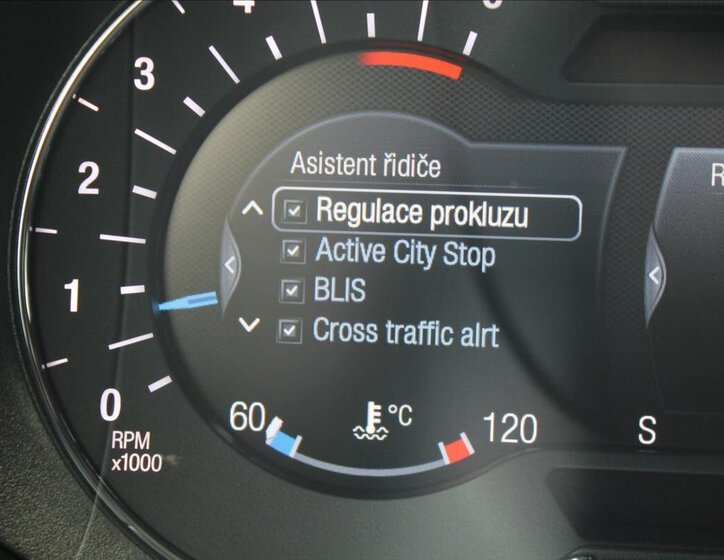 3
2
1
0
RPM
x1000
Asistent řidiče
Regulace prokluzu
Active City Stop
BLIS
Cross traffic alrt
60 °C 120
S
R